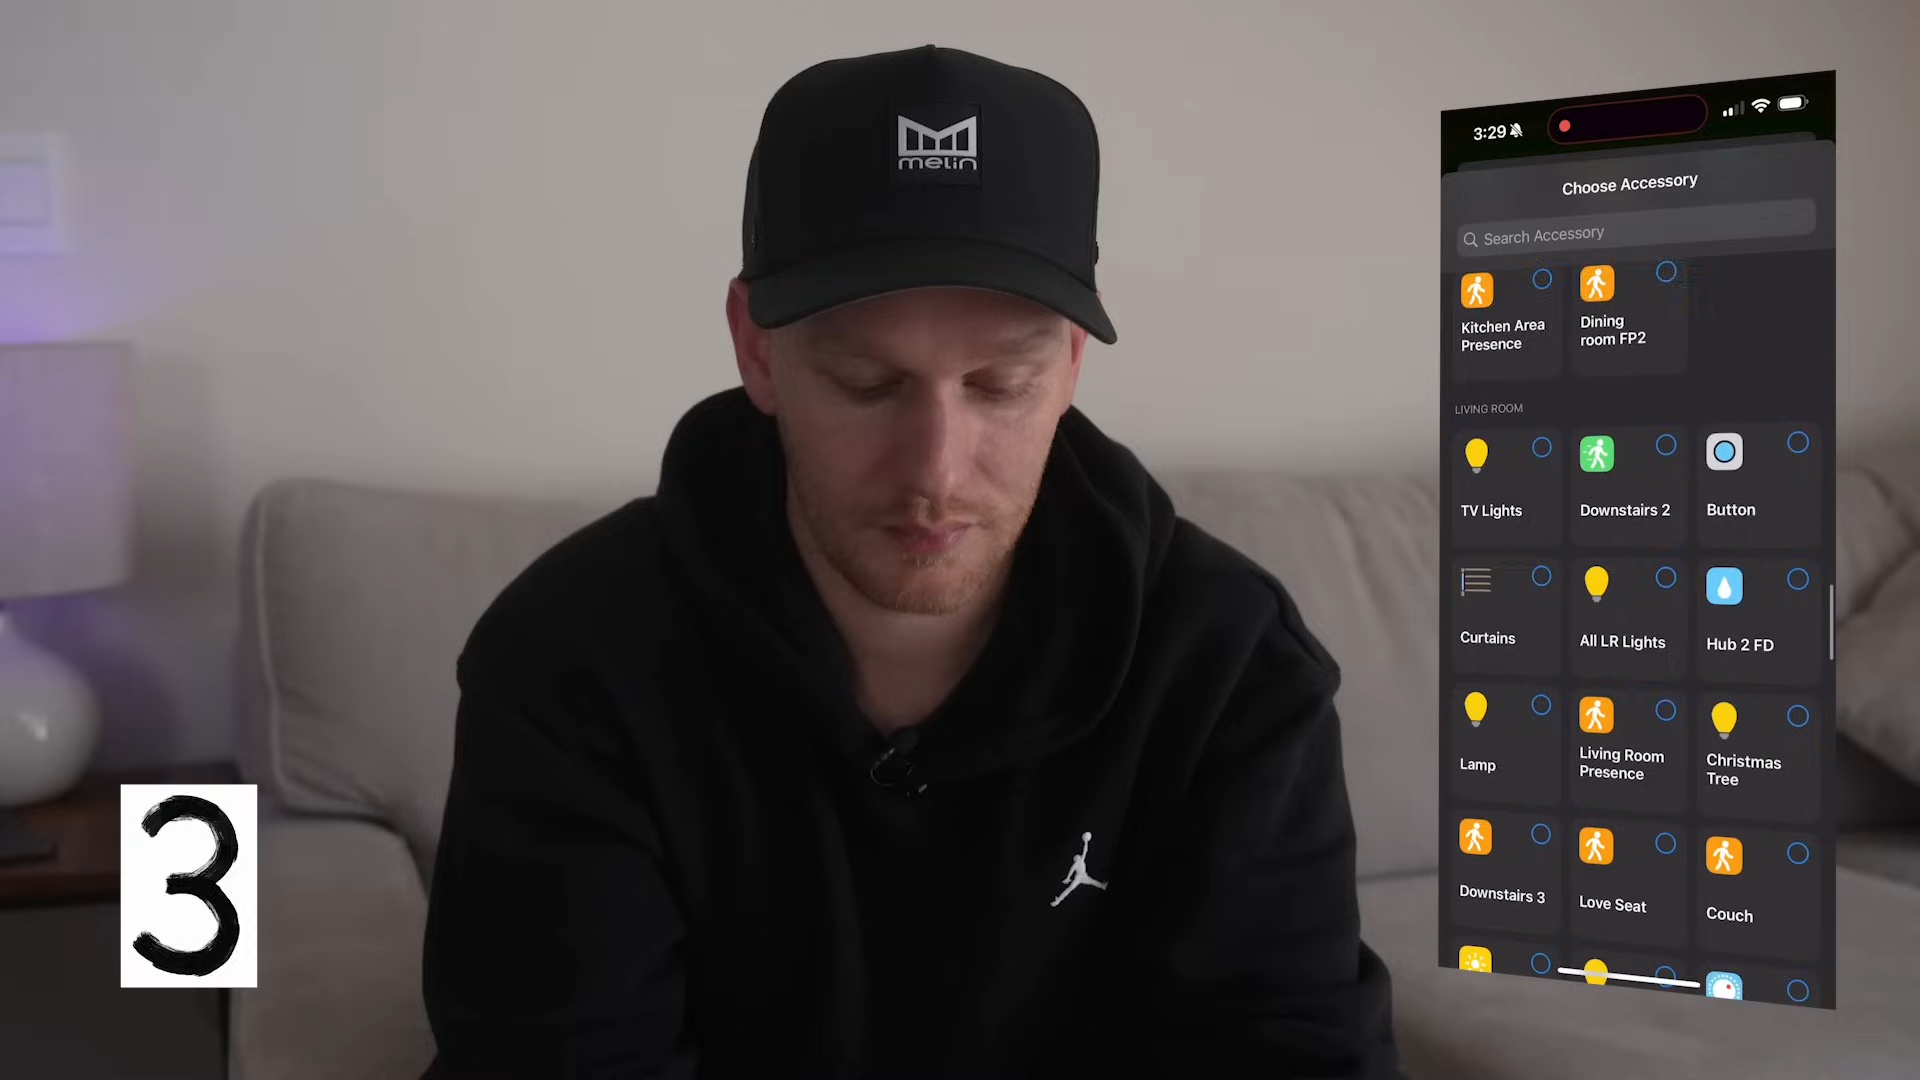 melin
3
3:29
Choose Accessory
Search Accessory
Kitchen Area
Presence
Dining
room FP2
LIVING ROOM
TV Lights
Downstairs 2
Button
Curtains
All LR Lights
Hub 2 FD
Lamp
Living Room
Presence
Christmas
Tree
Downstairs 3
Love Seat
Couch